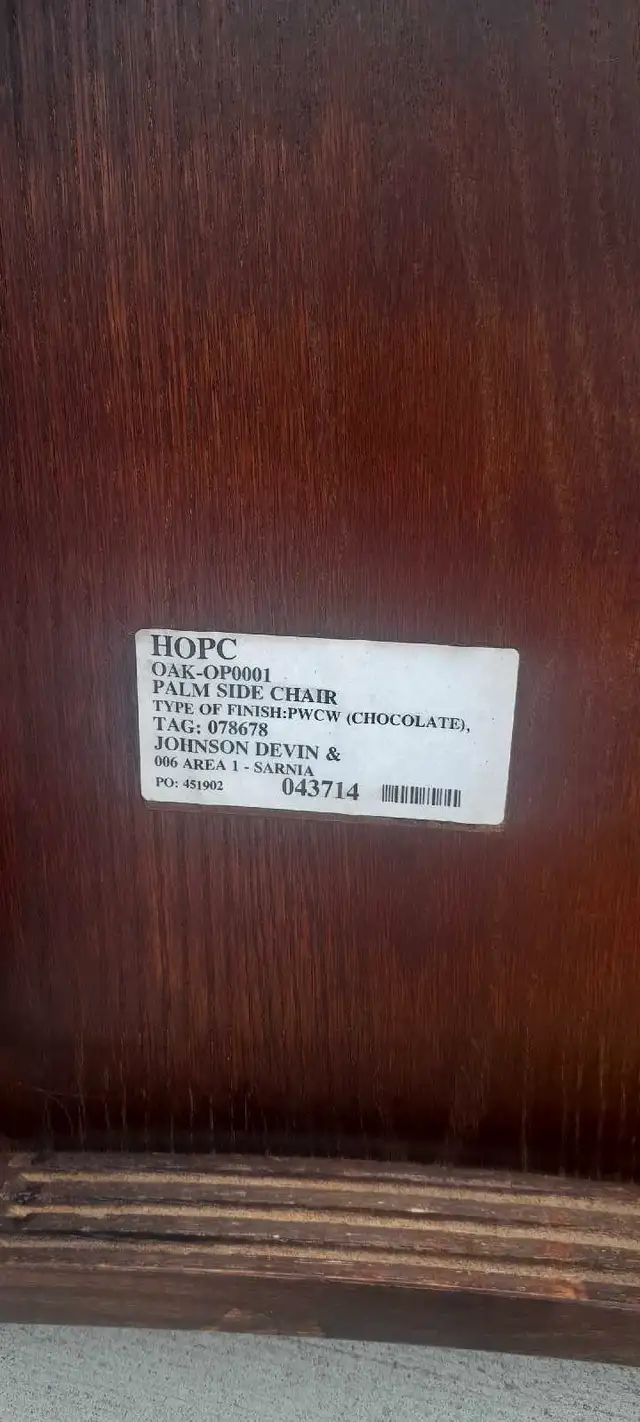 HOPC
OAK-OP0001
PALM SIDE CHAIR
TYPE OF FINISH:PWCW (CHOCOLATE),
TAG: 078678
JOHNSON DEVIN &
006 AREA 1 - SARNIA
PO: 451902 043714